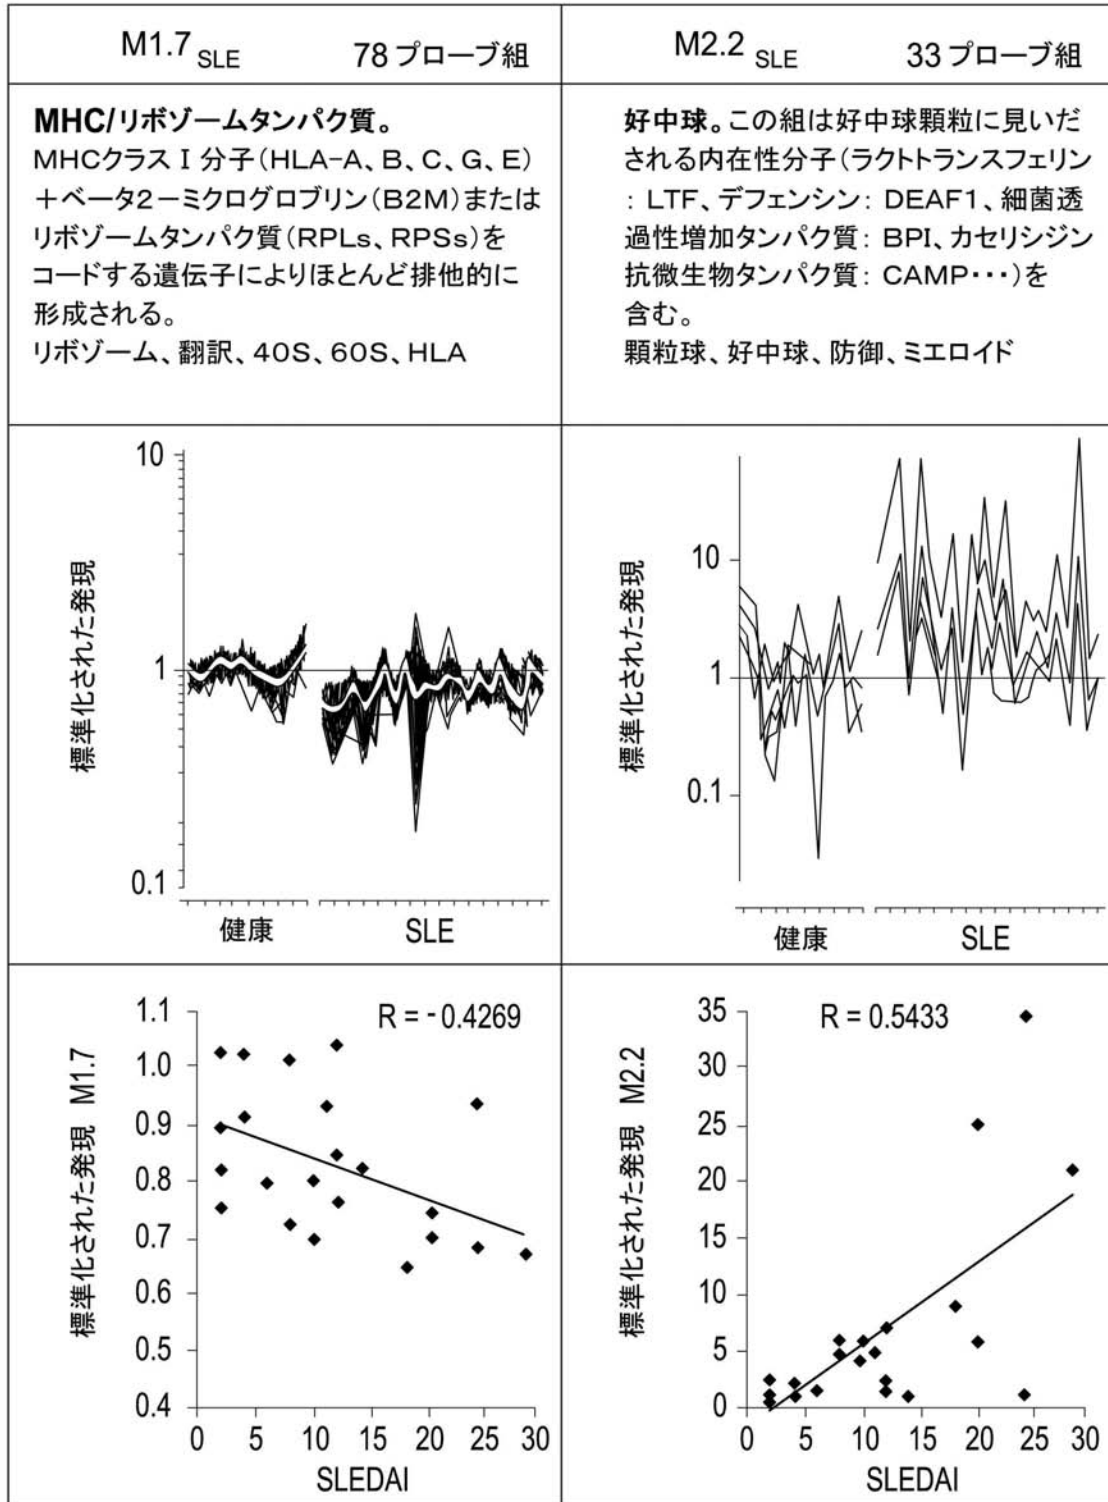 M1.7 SLE 78プローブ組
MHC/リボゾームタンパク質。
MHCクラスⅠ分子(HLA-A、B、C、G、E)
+ベータ2-ミクログロブリン(B2M)または
リボゾームタンパク質(RPLs、RPSs)を
コードする遺伝子によりほとんど排他的に
形成される。
リボゾーム、翻訳、40S、60S、HLA
M2.2 SLE 33プローブ組
好中球。この組は好中球顆粒に見いだ
される内在性分子(ラクトトランスフェリン
: LTF、デフェンシン: DEAF1、細菌透
過性増加タンパク質: BPI、カセリシジン
抗微生物タンパク質: CAMP・・・)を
含む。
顆粒球、好中球、防御、ミエロイド
標準化された発現
10
1
0.1
健康 SLE
標準化された発現
10
1
0.1
健康 SLE
R = -0.4269
標準化された発現 M1.7
1.1
1.0
0.9
0.8
0.7
0.6
0.5
0.4
0 5 10 15 20 25 30
SLEDAI
R = 0.5433
標準化された発現 M2.2
35
30
25
20
15
10
5
0
0 5 10 15 20 25 30
SLEDAI